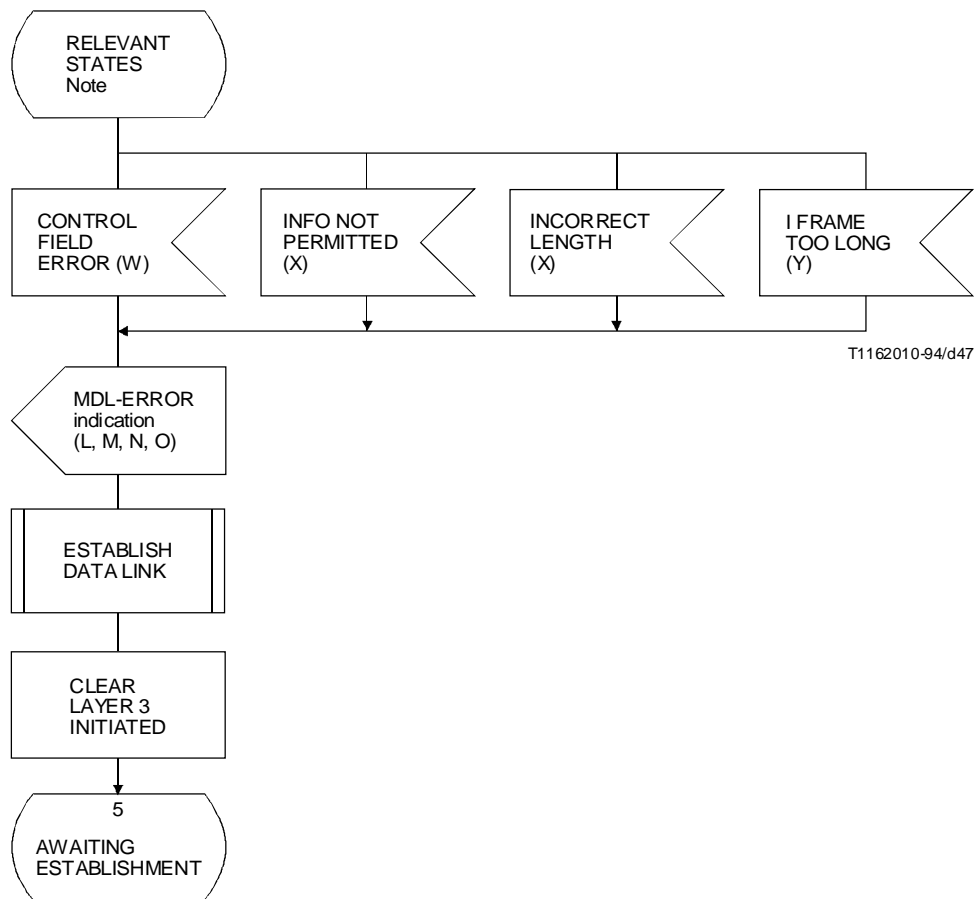 RELEVANT
STATES
Note
CONTROL
FIELD
ERROR (W)
INFO NOT
PERMITTED
(X)
INCORRECT
LENGTH
(X)
I FRAME
TOO LONG
(Y)
T1162010-94/d47
MDL-ERROR
indication
(L, M, N, O)
ESTABLISH
DATA LINK
CLEAR
LAYER 3
INITIATED
5
AWAITING
ESTABLISHMENT